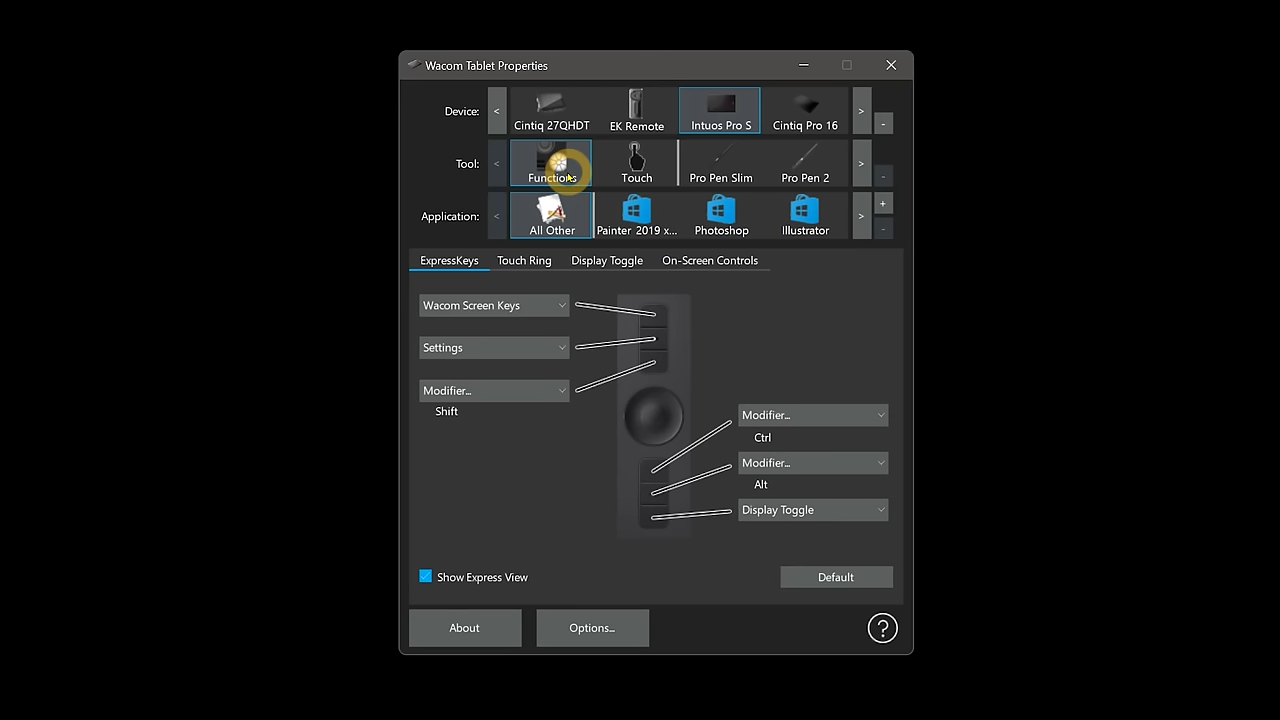 Wacom Tablet Properties
Device:
<
Cintiq 27QHDT
EK Remote
Intuos Pro S
Cintiq Pro 16
>
-
Tool:
<
Functions
Touch
Pro Pen Slim
Pro Pen 2
>
-
Application:
<
All Other
Painter 2019 x...
Photoshop
Illustrator
>
+
-
ExpressKeys
Touch Ring
Display Toggle
On-Screen Controls
Wacom Screen Keys
Settings
Modifier...
Shift
Modifier...
Ctrl
Modifier...
Alt
Display Toggle
Show Express View
Default
About
Options...
?